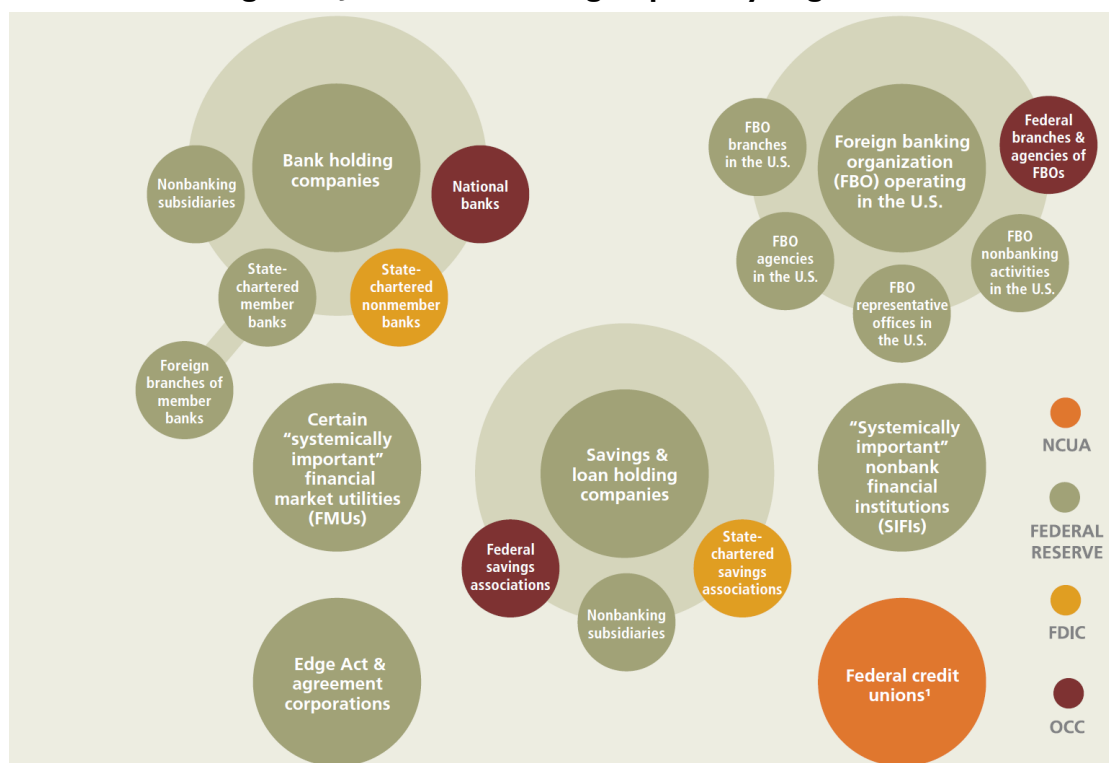 Bank holding
companies
Nonbanking
subsidiaries
National
banks
State-
chartered
member
banks
State-
chartered
nonmember
banks
Foreign
branches of
member
banks
FBO
branches
in the U.S.
Foreign banking
organization
(FBO) operating
in the U.S.
Federal
branches &
agencies of
FBOs
FBO
agencies
in the U.S.
FBO
representative
offices in
the U.S.
FBO
nonbanking
activities
in the U.S.
Certain
“systemically
important”
financial
market utilities
(FMUs)
Savings &
loan holding
companies
Federal
savings
associations
Nonbanking
subsidiaries
State-
chartered
savings
associations
“Systemically
important”
nonbank
financial
institutions
(SIFIs)
Edge Act &
agreement
corporations
Federal credit
unions¹
NCUA
FEDERAL
RESERVE
FDIC
OCC